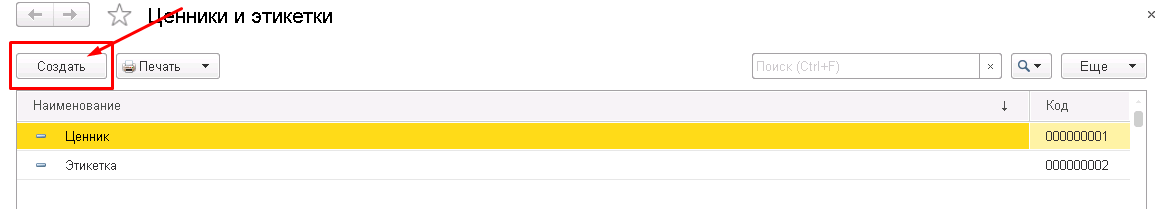 Ценники и этикетки
Создать Печать Поиск (Ctrl+F) × Еще
Наименование ↓ Код
Ценник 000000001
Этикетка 000000002